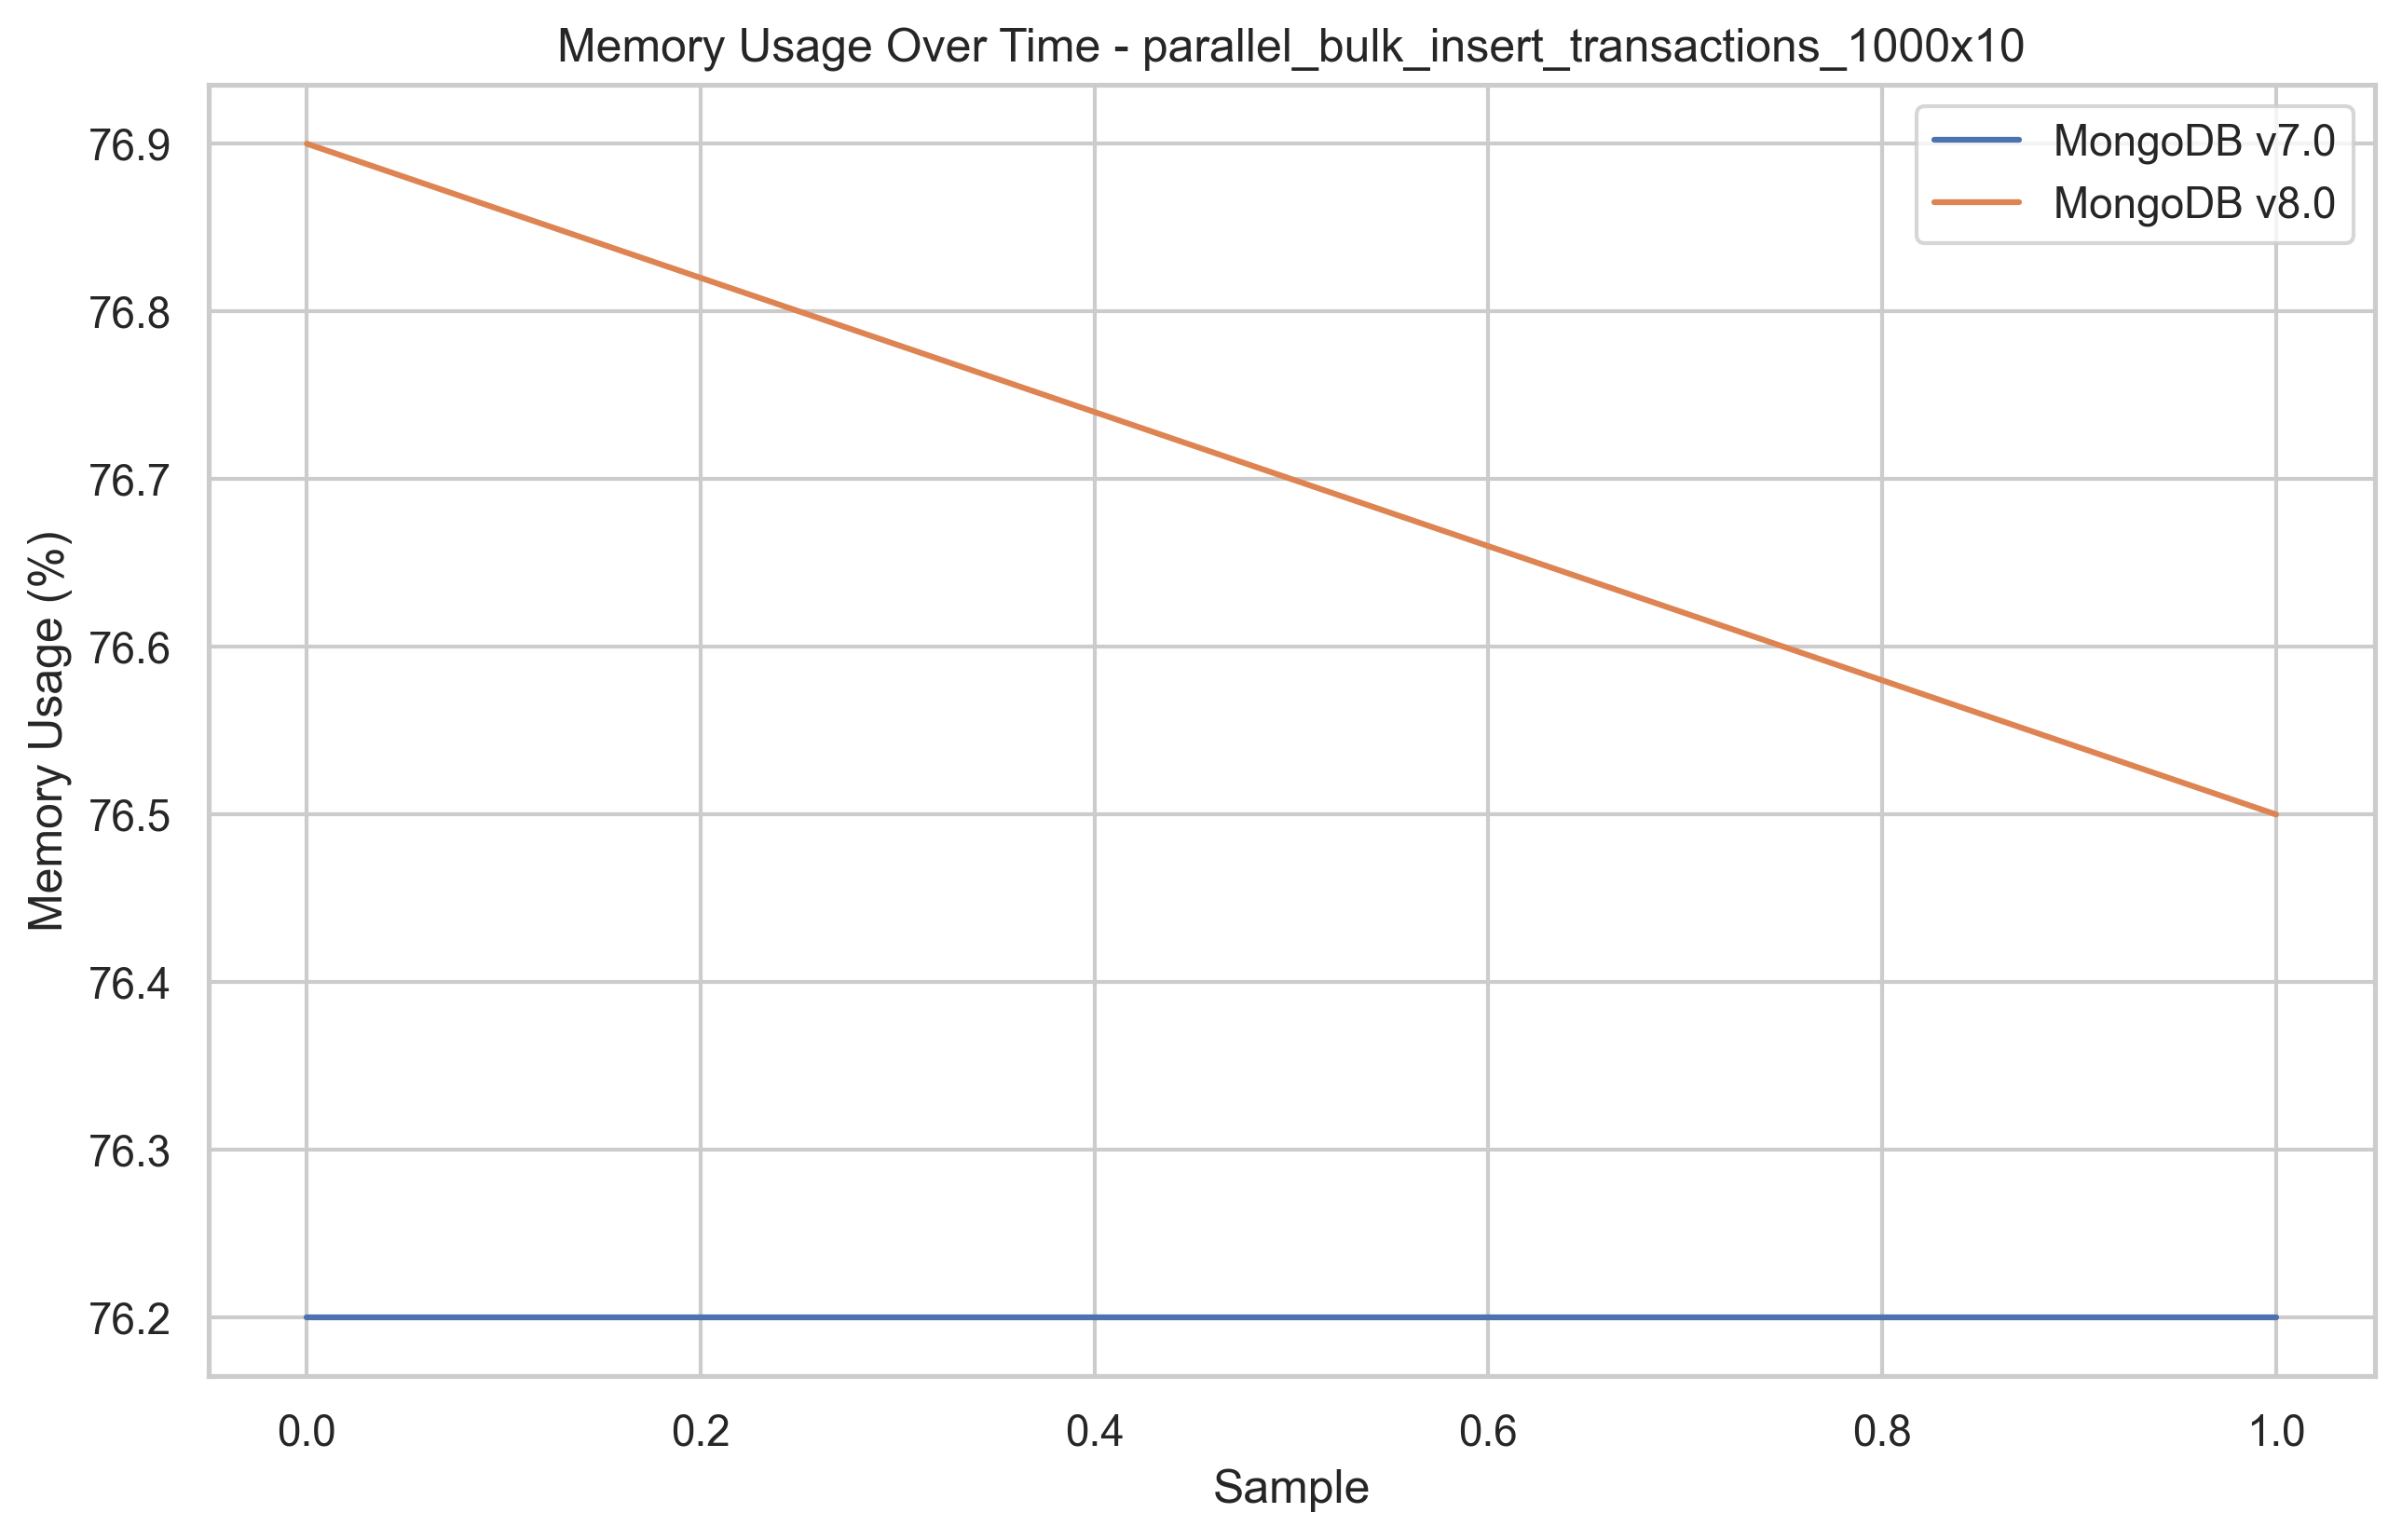 Memory Usage Over Time - parallel_bulk_insert_transactions_1000x10
MongoDB v7.0
MongoDB v8.0
Memory Usage (%)
76.9
76.8
76.7
76.6
76.5
76.4
76.3
76.2
0.0 0.2 0.4 0.6 0.8 1.0
Sample